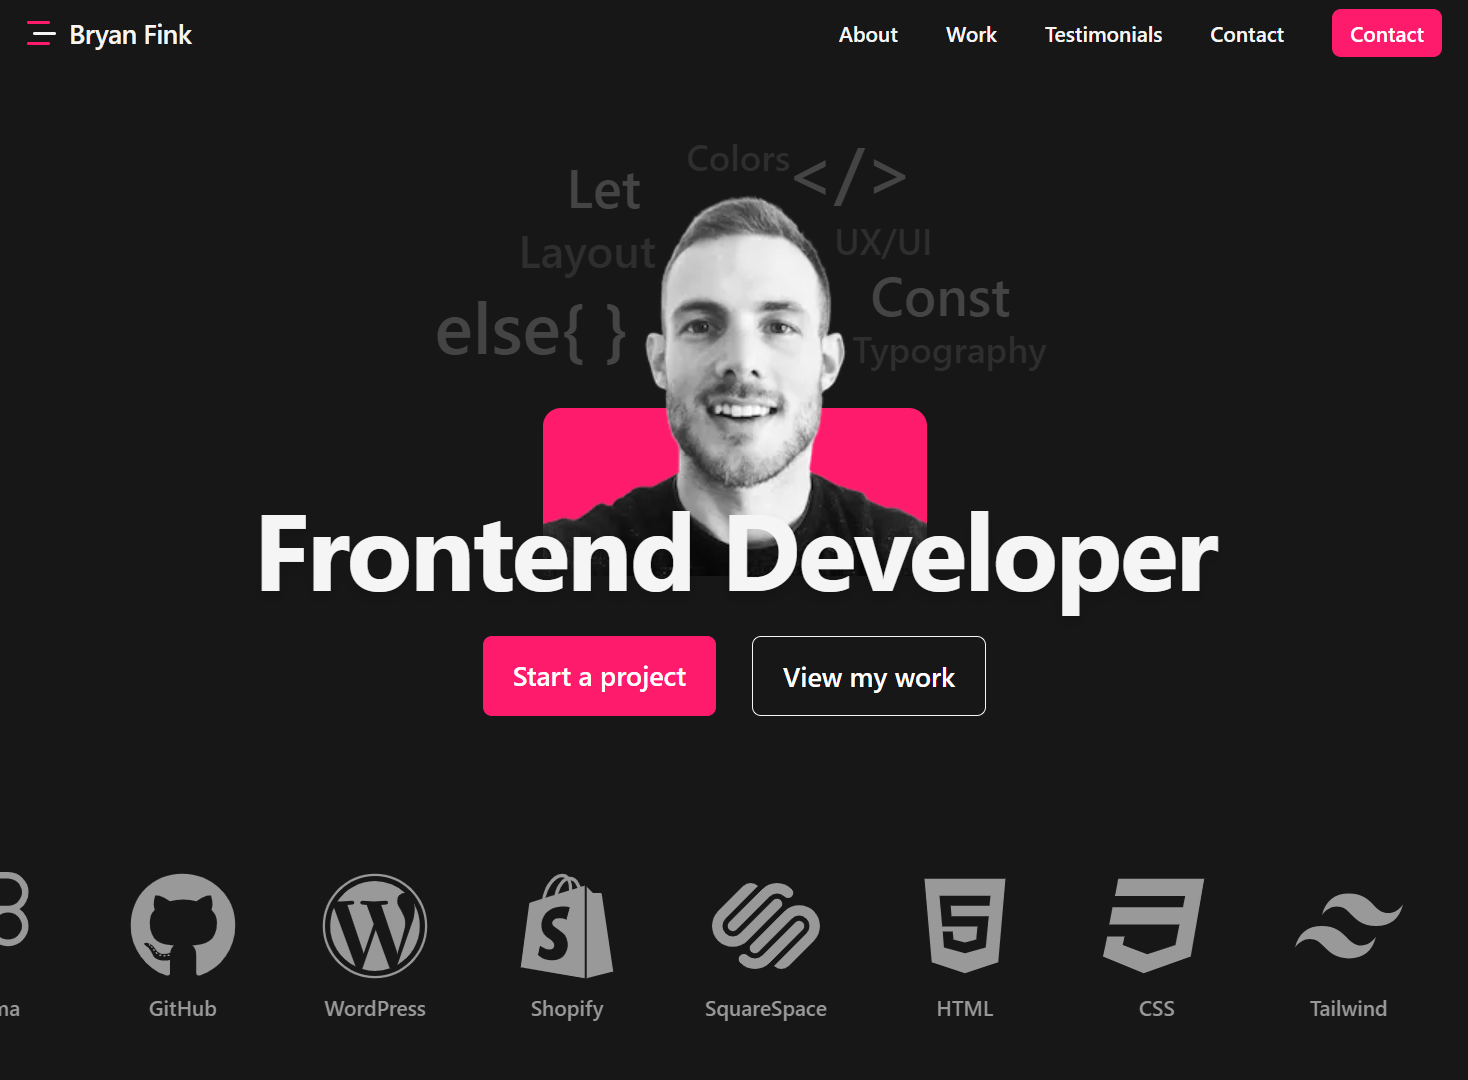 Bryan Fink
About
Work
Testimonials
Contact
Contact
Colors
</>
Let
UX/UI
Layout
Const
else{ }
Typography
Frontend Developer
Start a project
View my work
ma
GitHub
WordPress
Shopify
SquareSpace
HTML
CSS
Tailwind